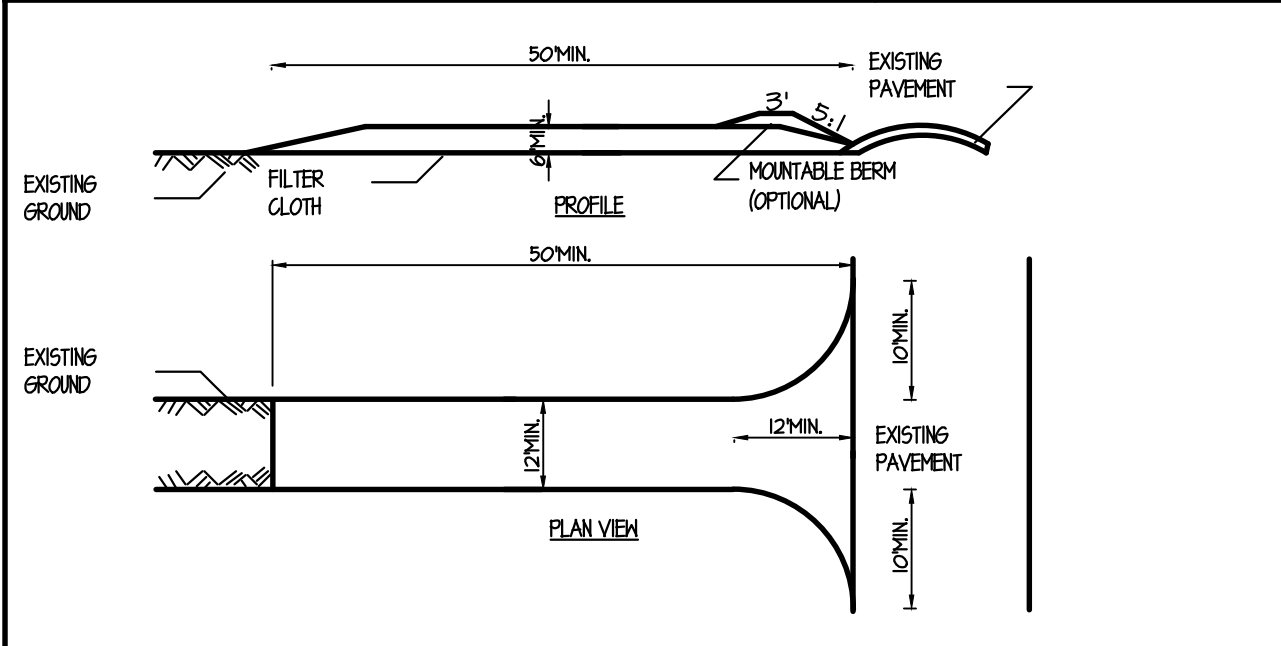 50'MIN.
EXISTING
PAVEMENT
3'
5:1
6"MIN.
EXISTING
GROUND
FILTER
CLOTH
MOUNTABLE BERM
(OPTIONAL)
PROFILE
50'MIN.
EXISTING
GROUND
10'MIN.
12'MIN.
12'MIN.
EXISTING
PAVEMENT
10'MIN.
PLAN VIEW